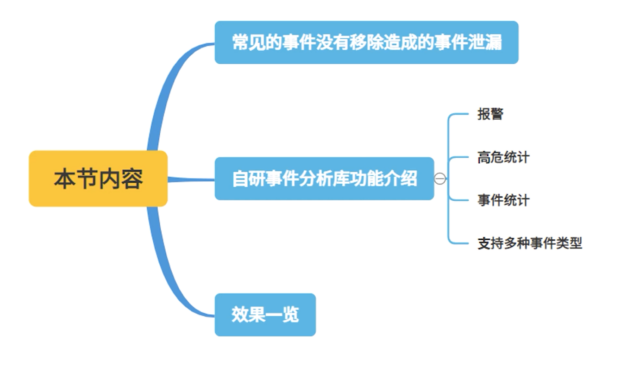 常见的事件没有移除造成的事件泄漏
本节内容
自研事件分析库功能介绍
报警
高危统计
事件统计
支持多种事件类型
效果一览